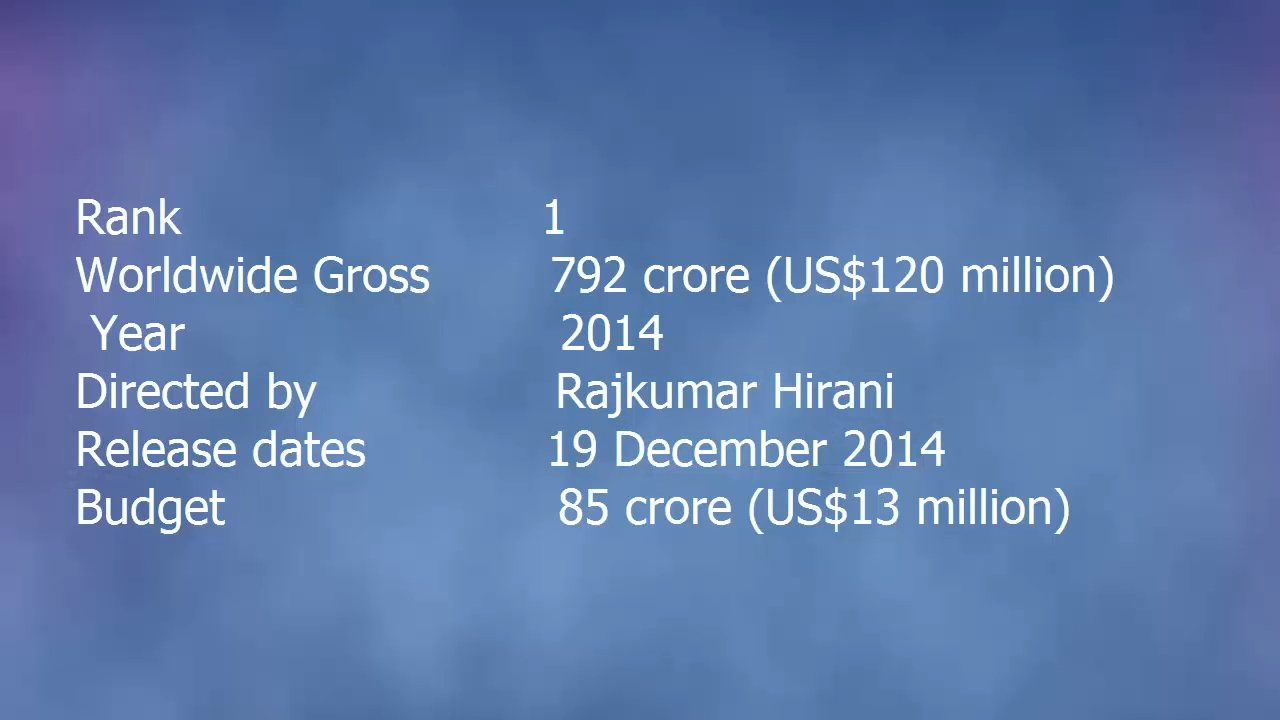 Rank 1
Worldwide Gross 792 crore (US$120 million)
Year 2014
Directed by Rajkumar Hirani
Release dates 19 December 2014
Budget 85 crore (US$13 million)